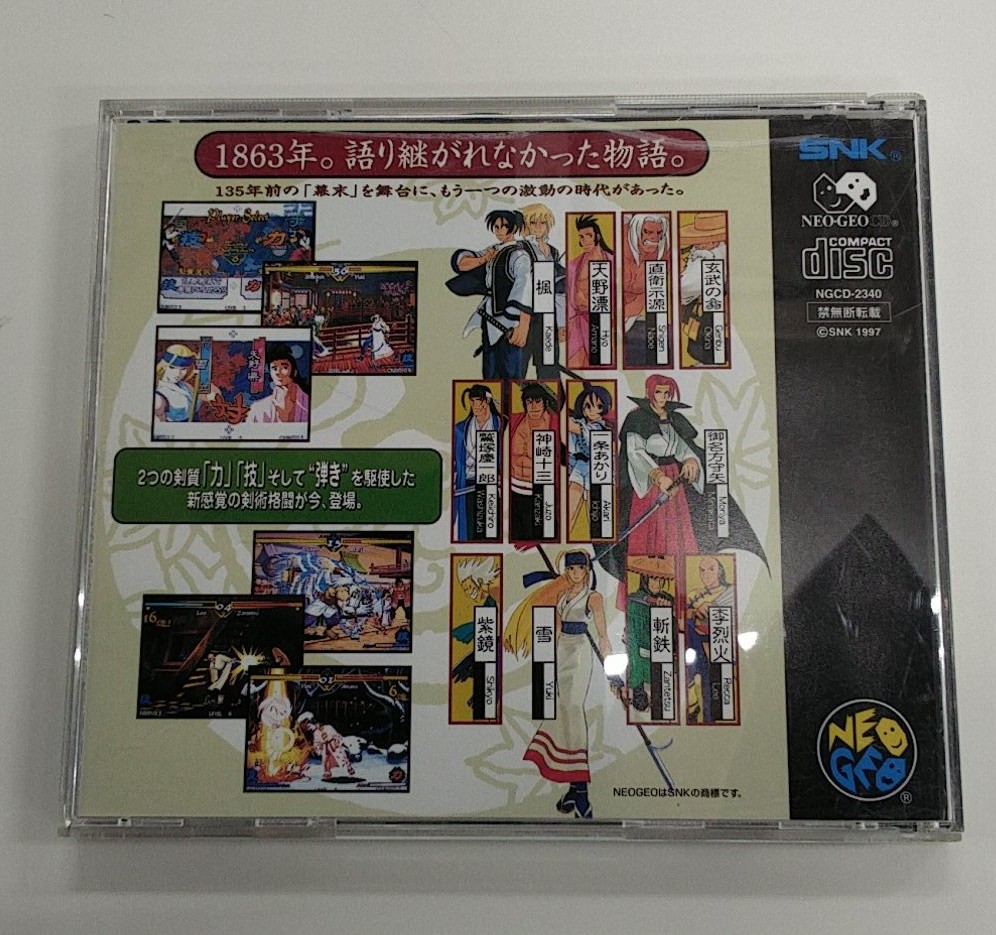 1863年。語り継がれなかった物語。
135年前の「幕末」を舞台に、もう一つの激動の時代があった。
SNK®
NEO·GEO CD®
COMPACT
disc
NGCD-2340
禁無断転載
©SNK 1997
Player Select
技
力
楓
Kaede
天野漂
Hyo
Amano
直衛示源
Shigen
Naoe
玄武の翁
Genbu
Okina
鷲塚慶一郎
Keiichiro
Washizuka
神崎十三
Juzo
Kanzaki
一条あかり
Akari
Ichijo
御名方守矢
Moriya
Minakata
2つの剣質「力」「技」そして“弾き”を駆使した
新感覚の剣術格闘が今、登場。
紫鏡
Shikyo
雪
Yuki
斬鉄
Zantetsu
李烈火
Rekka
NEOGEOはSNKの商標です。
NEO
GEO
®